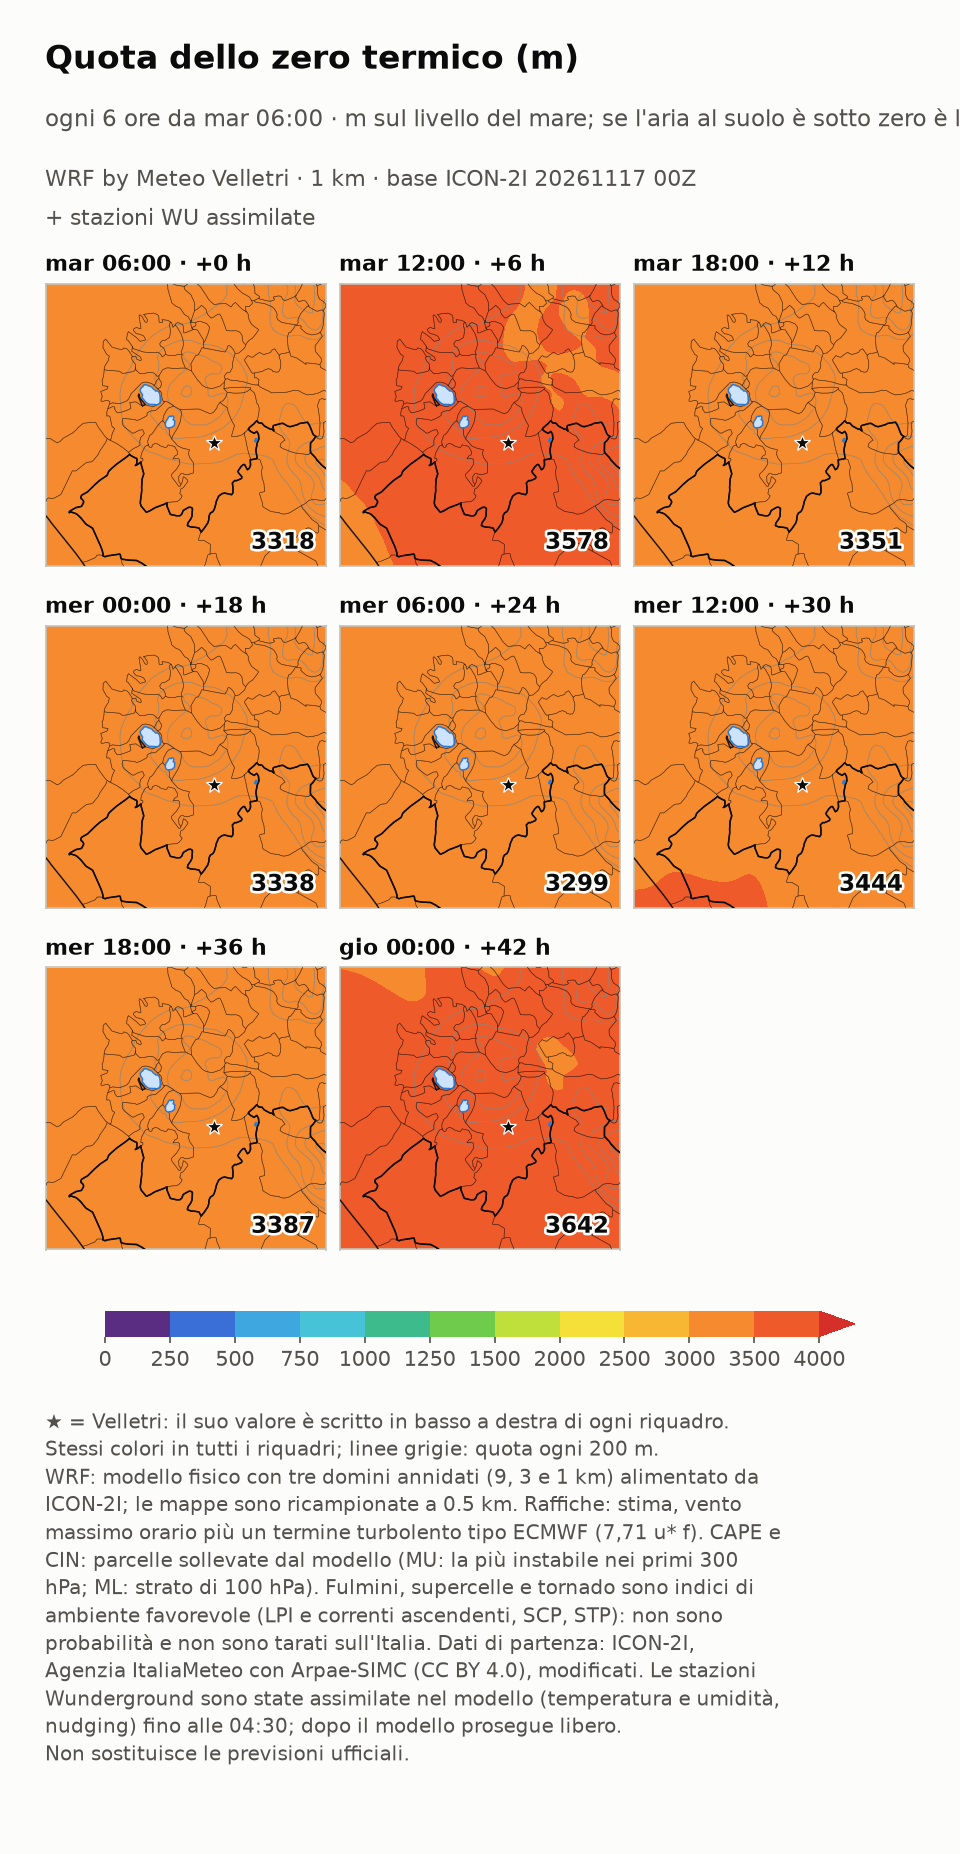 Quota dello zero termico (m)
ogni 6 ore da mar 06:00 · m sul livello del mare; se l'aria al suolo è sotto zero è l
WRF by Meteo Velletri · 1 km · base ICON-2I 20261117 00Z
+ stazioni WU assimilate
mar 06:00 · +0 h
mar 12:00 · +6 h
mar 18:00 · +12 h
3318
3578
3351
mer 00:00 · +18 h
mer 06:00 · +24 h
mer 12:00 · +30 h
3338
3299
3444
mer 18:00 · +36 h
gio 00:00 · +42 h
3387
3642
0 250 500 750 1000 1250 1500 2000 2500 3000 3500 4000
★ = Velletri: il suo valore è scritto in basso a destra di ogni riquadro.
Stessi colori in tutti i riquadri; linee grigie: quota ogni 200 m.
WRF: modello fisico con tre domini annidati (9, 3 e 1 km) alimentato da
ICON-2I; le mappe sono ricampionate a 0.5 km. Raffiche: stima, vento
massimo orario più un termine turbolento tipo ECMWF (7,71 u* f). CAPE e
CIN: parcelle sollevate dal modello (MU: la più instabile nei primi 300
hPa; ML: strato di 100 hPa). Fulmini, supercelle e tornado sono indici di
ambiente favorevole (LPI e correnti ascendenti, SCP, STP): non sono
probabilità e non sono tarati sull'Italia. Dati di partenza: ICON-2I,
Agenzia ItaliaMeteo con Arpae-SIMC (CC BY 4.0), modificati. Le stazioni
Wunderground sono state assimilate nel modello (temperatura e umidità,
nudging) fino alle 04:30; dopo il modello prosegue libero.
Non sostituisce le previsioni ufficiali.